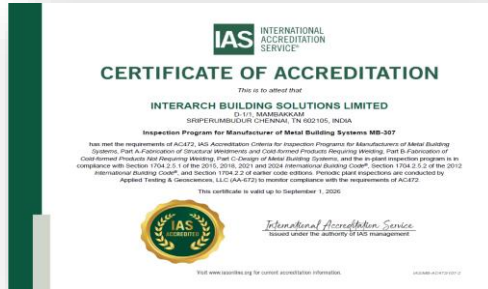 IAS
INTERNATIONAL
ACCREDITATION
SERVICE®
CERTIFICATE OF ACCREDITATION
This is to attest that
INTERARCH BUILDING SOLUTIONS LIMITED
D-1/1, MAMBAKKAM
SRIPERUMBUDUR CHENNAI, TN 602105, INDIA
Inspection Program for Manufacturer of Metal Building Systems MB-307
has met the requirements of AC472, IAS Accreditation Criteria for Inspection Programs for Manufacturers of Metal Building
Systems, Part A-Fabrication of Structural Weldments and Cold-formed Products Requiring Welding, Part B-Fabrication of
Cold-formed Products Not Requiring Welding, Part C-Design of Metal Building Systems, and the in-plant inspection program is in
compliance with Section 1704.2.5.1 of the 2015, 2018, 2021 and 2024 International Building Code®, Section 1704.2.5.2 of the 2012
International Building Code®, and Section 1704.2.2 of earlier code editions. Periodic plant inspections are conducted by
Applied Testing & Geosciences, LLC (AA-672) to monitor compliance with the requirements of AC472.
This certificate is valid up to September 1, 2026
IAS
ACCREDITED
International Accreditation Service
Issued under the authority of IAS management
Visit www.iasonline.org for current accreditation information.